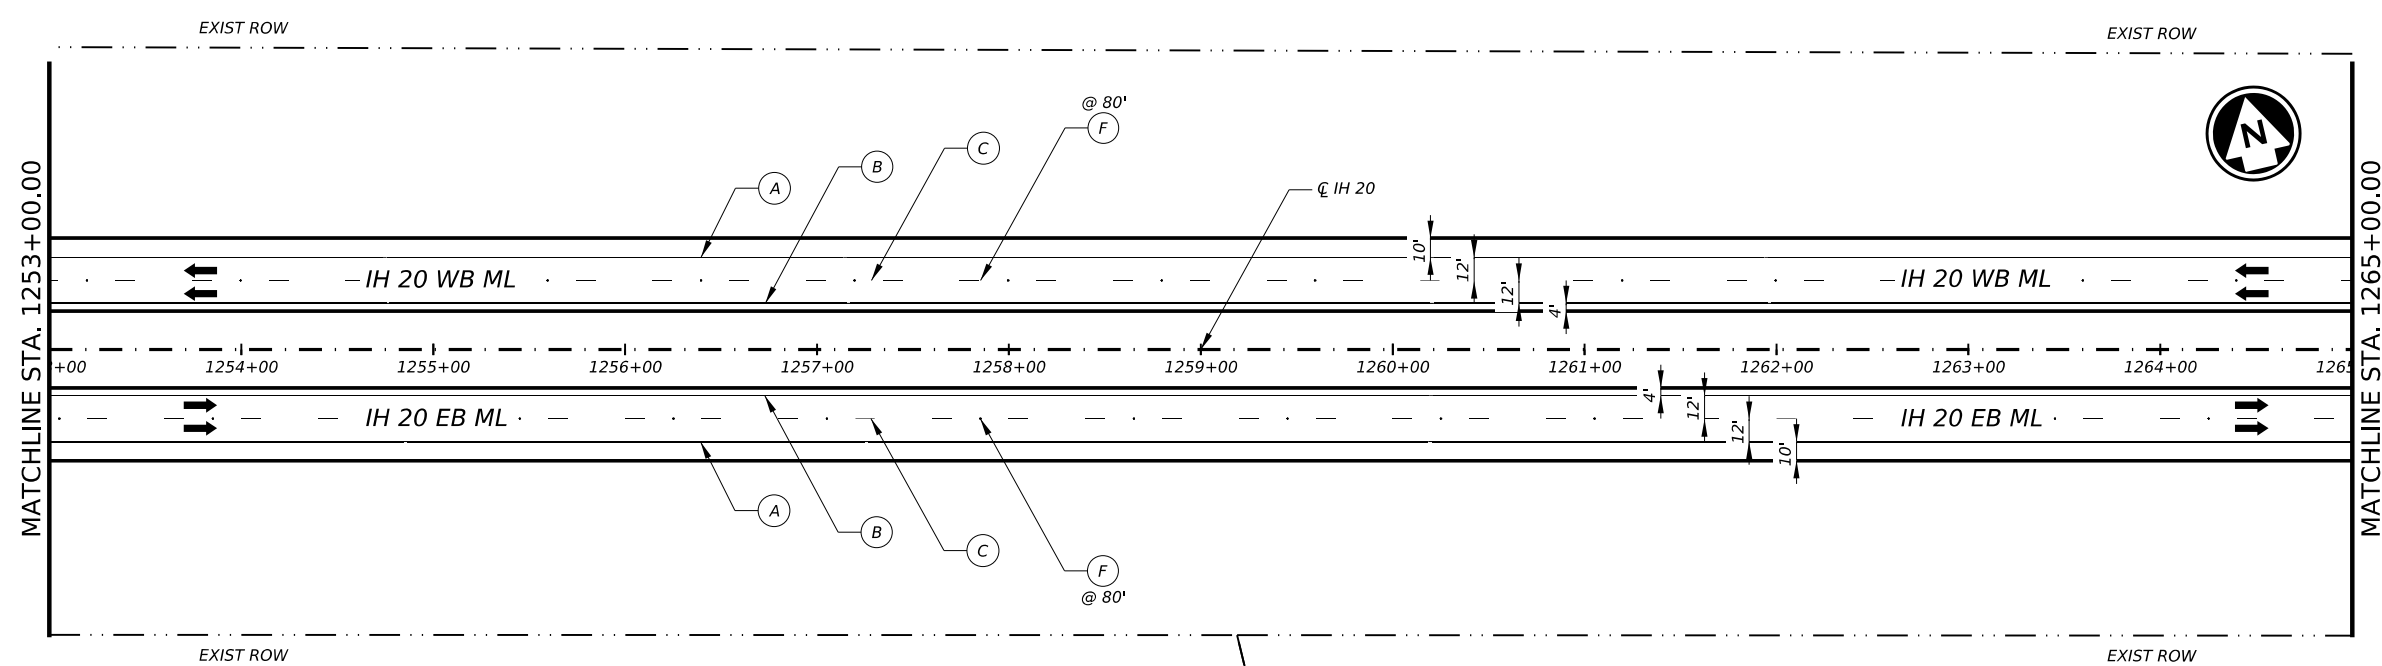 EXIST ROW
EXIST ROW
@ 80'
F
C
B
A
N
℄ IH 20
MATCHLINE STA. 1253+00.00
MATCHLINE STA. 1265+00.00
10'
12'
12'
4'
IH 20 WB ML
IH 20 WB ML
+00
1254+00
1255+00
1256+00
1257+00
1258+00
1259+00
1260+00
1261+00
1262+00
1263+00
1264+00
1265
4'
12'
12'
10'
IH 20 EB ML
IH 20 EB ML
A
B
C
F
@ 80'
EXIST ROW
EXIST ROW